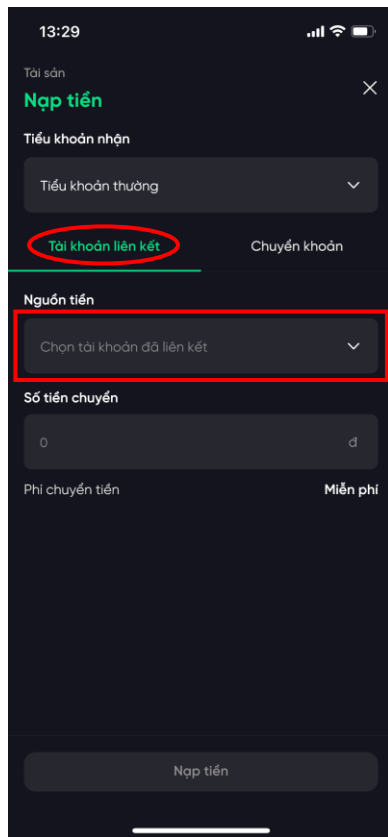 13:29
Tài sản
Nạp tiền
Tiểu khoản nhận
Tiểu khoản thường
Tài khoản liên kết
Chuyển khoản
Nguồn tiền
Chọn tài khoản đã liên kết
Số tiền chuyển
0 đ
Phí chuyển tiền Miễn phí
Nạp tiền